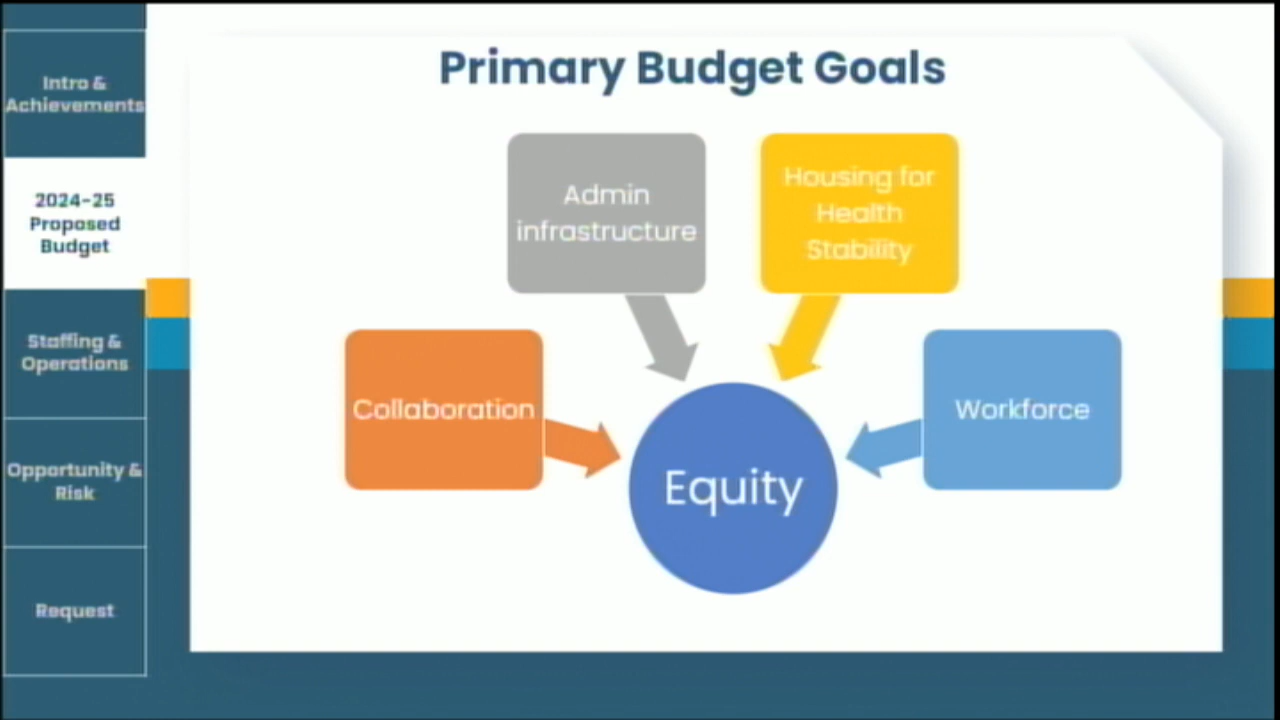 Primary Budget Goals
Intro &
Achievements
2024-25
Proposed
Budget
Staffing &
Operations
Opportunity &
Risk
Request
Admin
infrastructure
Housing for
Health
Stability
Collaboration
Workforce
Equity